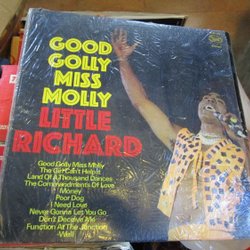 GOOD
GOLLY
MISS
MOLLY
LITTLE
RICHARD
Good Golly Miss Molly
The Girl Can't Help It
Land Of A Thousand Dances
The Commandments Of Love
Money
Poor Dog
I Need Love
Never Gonna Let You Go
Don't Deceive Me
Function At The Junction
Well